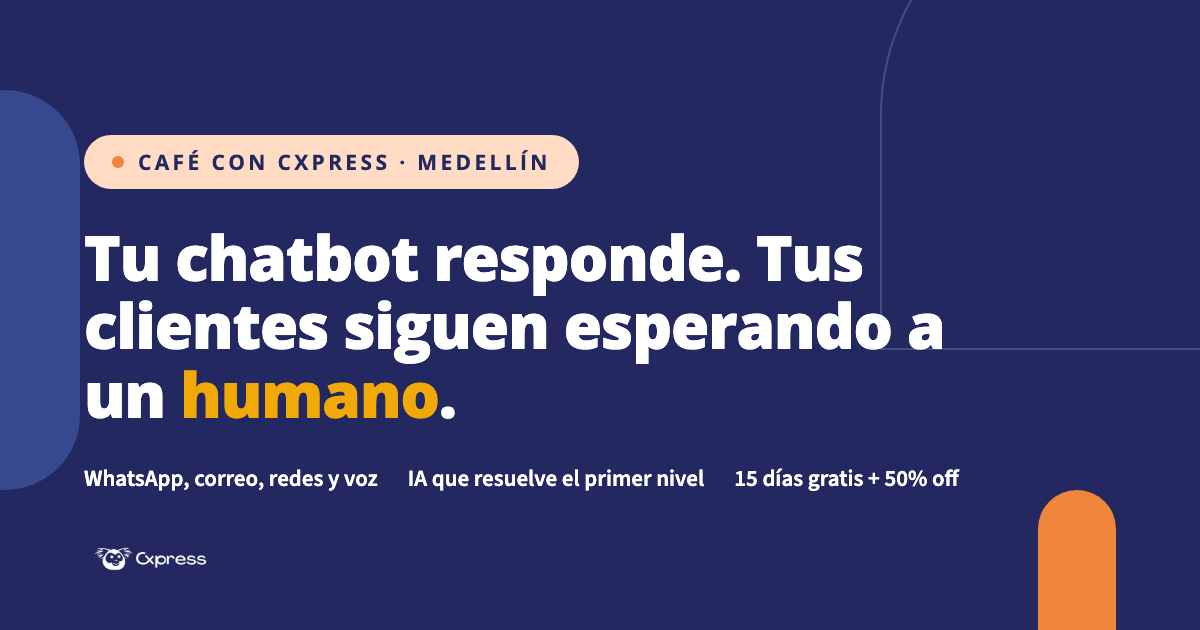 CAFÉ CON CXPRESS · MEDELLÍN
Tu chatbot responde. Tus
clientes siguen esperando a
un humano.
WhatsApp, correo, redes y voz IA que resuelve el primer nivel 15 días gratis + 50% off
Cxpress